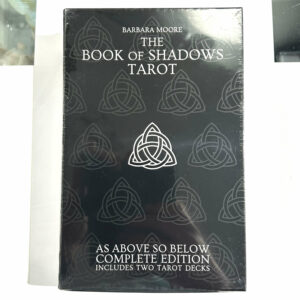 BARBARA MOORE
THE
BOOK OF SHADOWS
TAROT
AS ABOVE SO BELOW
COMPLETE EDITION
INCLUDES TWO TAROT DECKS